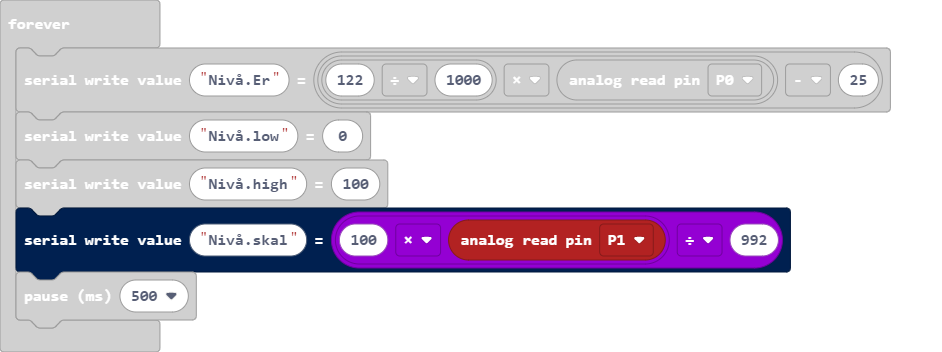 forever
serial write value "Nivå.Er" = 122 ÷ 1000 × analog read pin P0 - 25
serial write value "Nivå.low" = 0
serial write value "Nivå.high" = 100
serial write value "Nivå.skal" = 100 × analog read pin P1 ÷ 992
pause (ms) 500